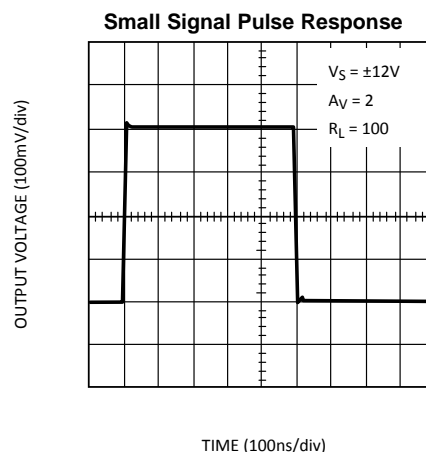 Small Signal Pulse Response
V_S = ±12V
A_V = 2
R_L = 100
OUTPUT VOLTAGE (100mV/div)
TIME (100ns/div)